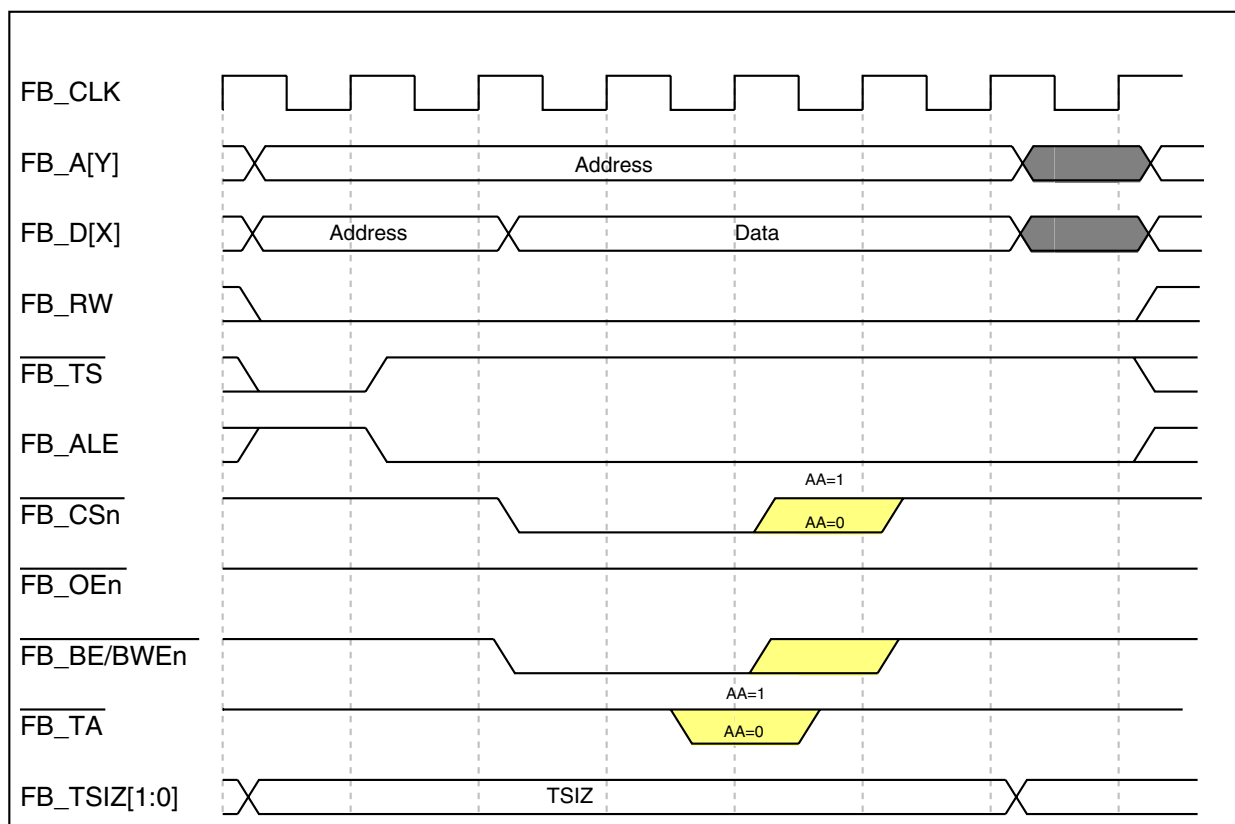 FB_CLK
FB_A[Y]
Address
FB_D[X]
Address
Data
FB_RW
FB_TS
FB_ALE
AA=1
FB_CSn
AA=0
FB_OEn
FB_BE/BWEn
AA=1
FB_TA
AA=0
FB_TSIZ[1:0]
TSIZ